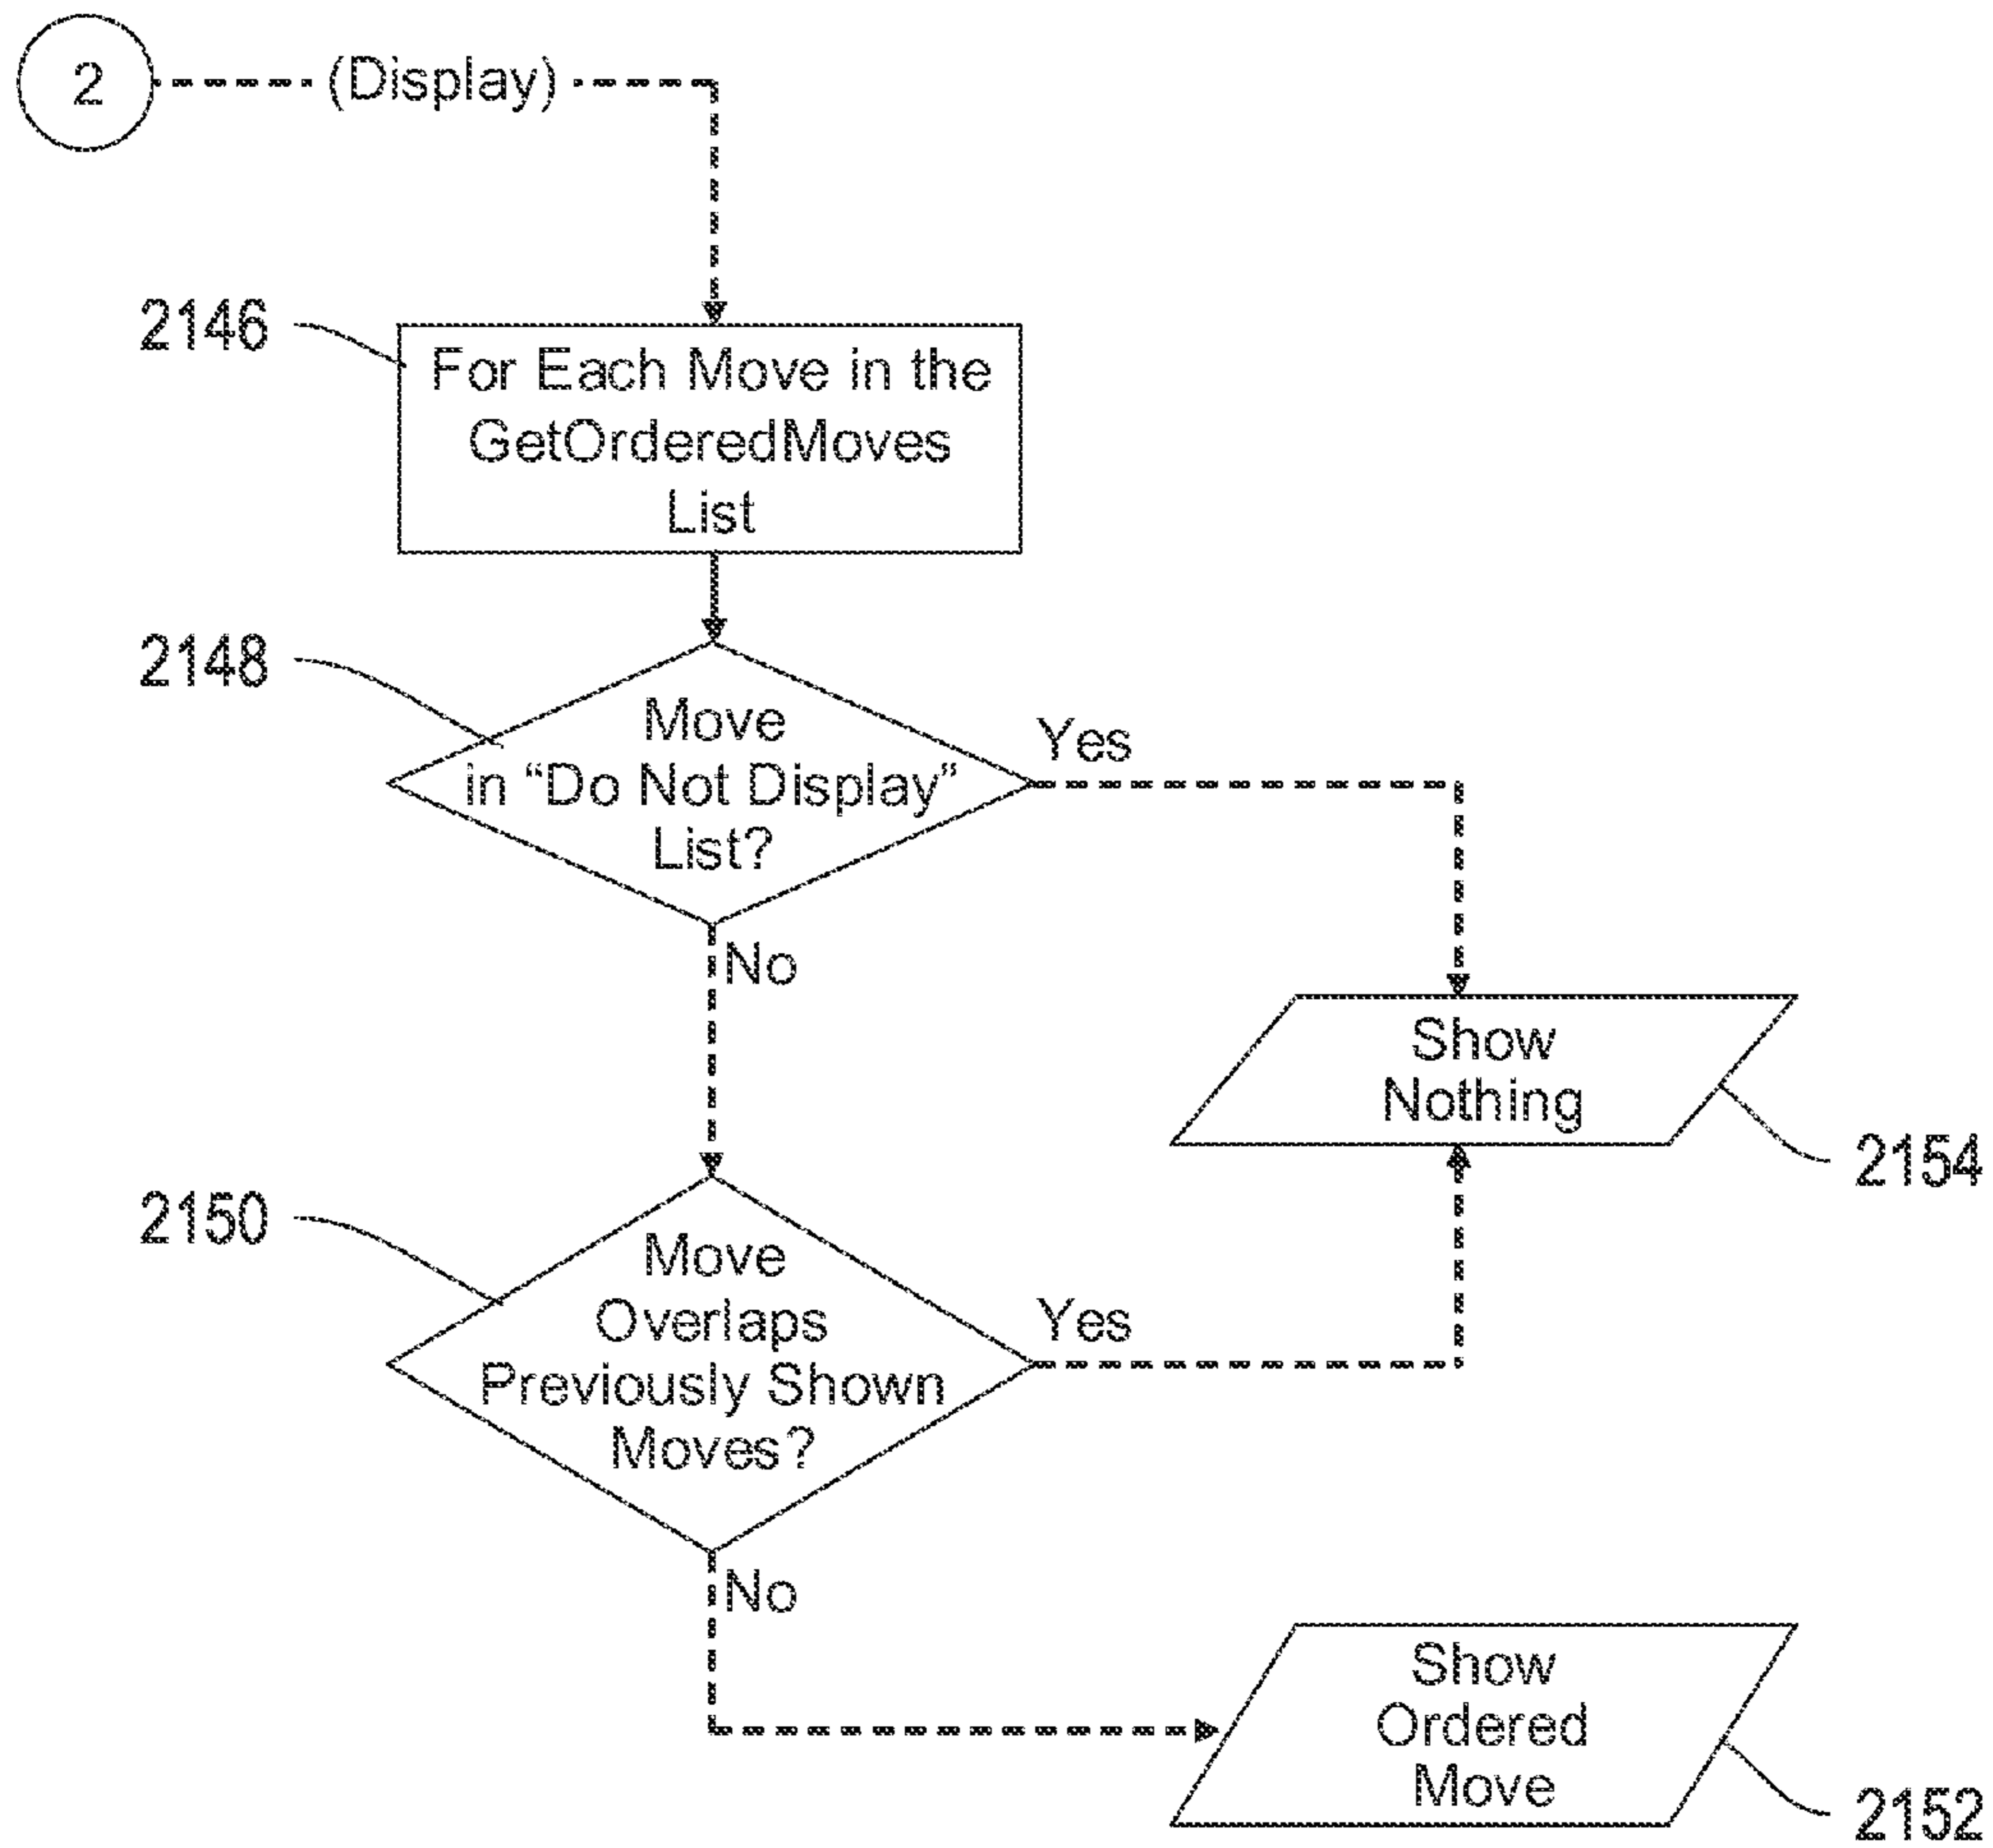 2
(Display)
2146
For Each Move in the
GetOrderedMoves
List
2148
Move
in “Do Not Display”
List?
Yes
No
Show
Nothing
2154
2150
Move
Overlaps
Previously Shown
Moves?
Yes
No
Show
Ordered
Move
2152